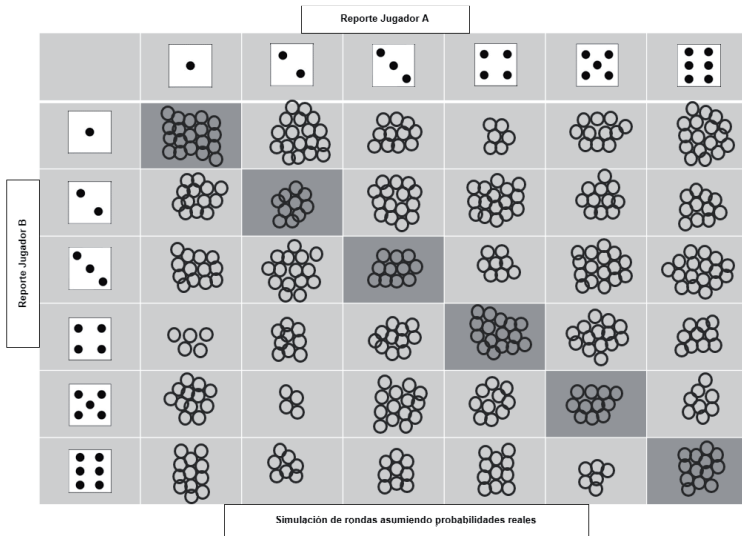 Reporte Jugador A
Reporte Jugador B
Simulación de rondas asumiendo probabilidades reales